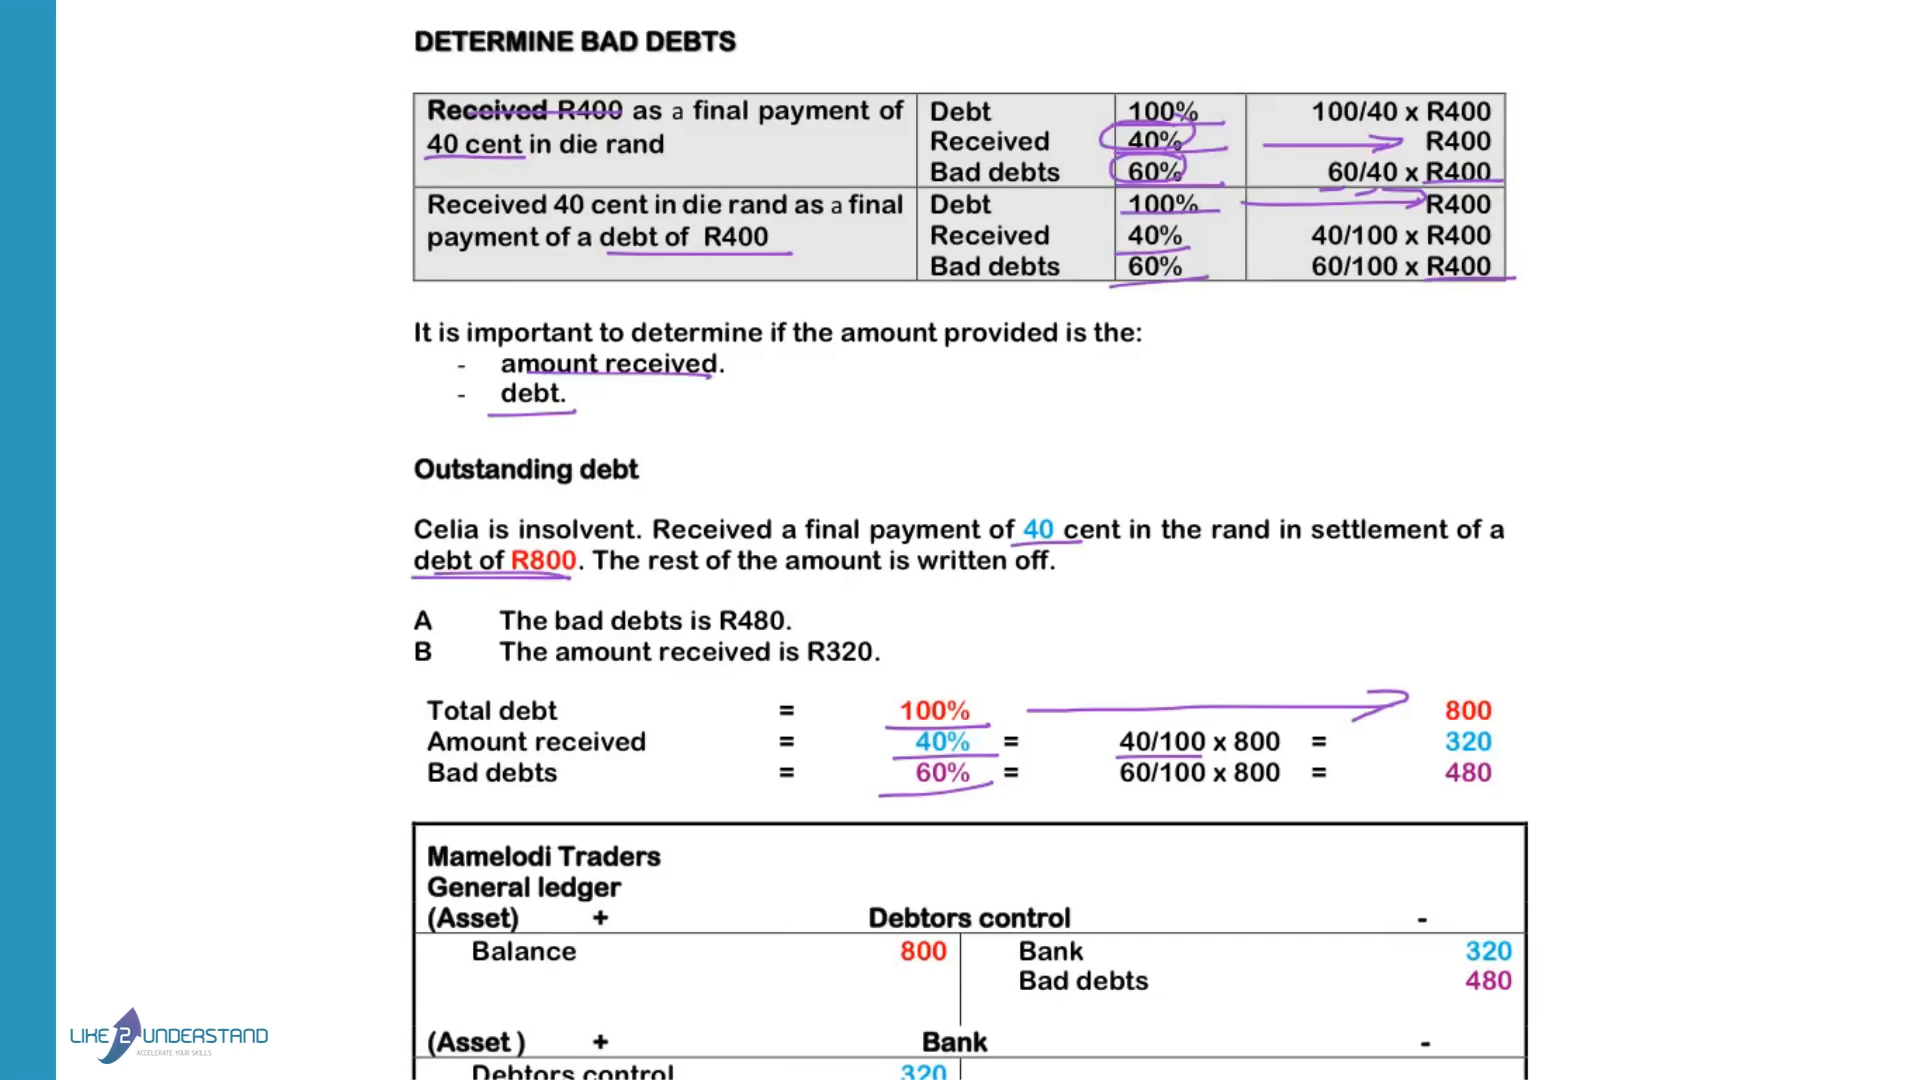 DETERMINE BAD DEBTS
Received R400 as a final payment of
40 cent in die rand
Debt 100% 100/40 x R400
Received 40% R400
Bad debts 60% 60/40 x R400
Received 40 cent in die rand as a final
payment of a debt of R400
Debt 100% R400
Received 40% 40/100 x R400
Bad debts 60% 60/100 x R400
It is important to determine if the amount provided is the:
- amount received.
- debt.
Outstanding debt
Celia is insolvent. Received a final payment of 40 cent in the rand in settlement of a
debt of R800. The rest of the amount is written off.
A The bad debts is R480.
B The amount received is R320.
Total debt = 100% 800
Amount received = 40% = 40/100 x 800 = 320
Bad debts = 60% = 60/100 x 800 = 480
Mamelodi Traders
General ledger
(Asset) + Debtors control -
Balance 800 Bank 320
Bad debts 480
(Asset ) + Bank -
Debtors control 320
LIKE 2 UNDERSTAND
ACCELERATE YOUR SKILLS